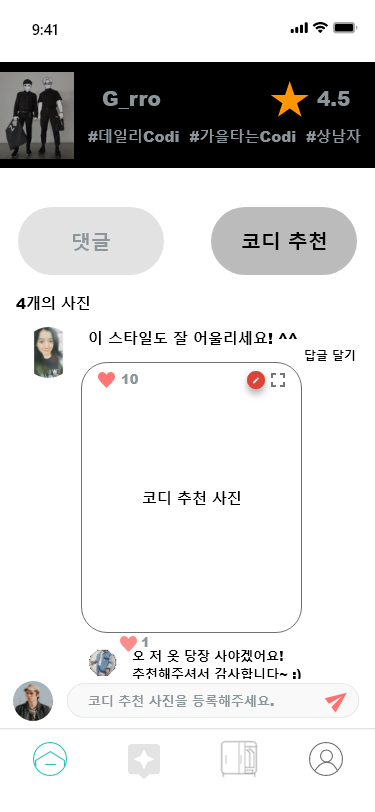 9:41
G_rro
4.5
#데일리Codi #가을타는Codi #상남자
댓글
코디 추천
4개의 사진
이 스타일도 잘 어울리세요! ^^
답글 달기
10
코디 추천 사진
1
오 저 옷 당장 사야겠어요!
추천해주셔서 감사합니다~ :)
코디 추천 사진을 등록해주세요.